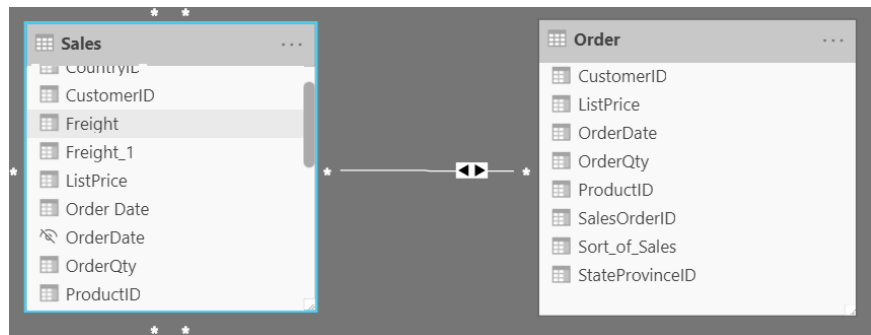 * *
Sales ...
CountryID
CustomerID
Freight
Freight_1
ListPrice
Order Date
OrderDate
OrderQty
ProductID
* *
*
*
*
Order ...
CustomerID
ListPrice
OrderDate
OrderQty
ProductID
SalesOrderID
Sort_of_Sales
StateProvinceID